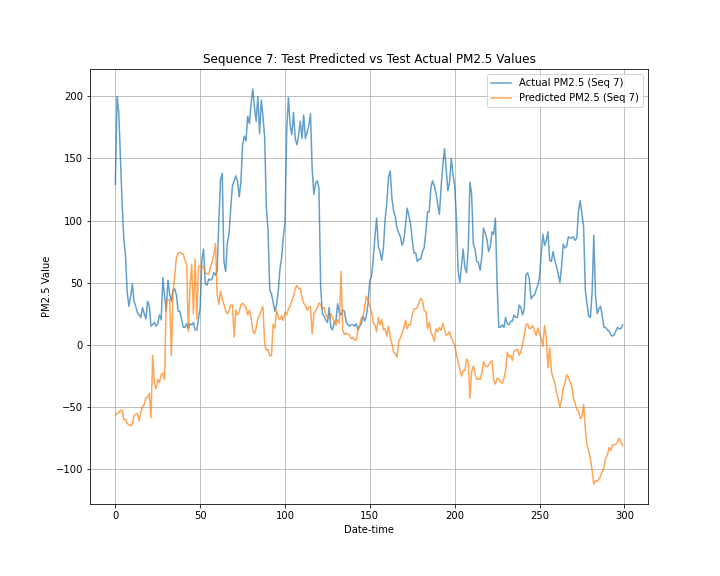 Sequence 7: Test Predicted vs Test Actual PM2.5 Values
Actual PM2.5 (Seq 7)
Predicted PM2.5 (Seq 7)
PM2.5 Value
200
150
100
50
0
−50
−100
0 50 100 150 200 250 300
Date-time